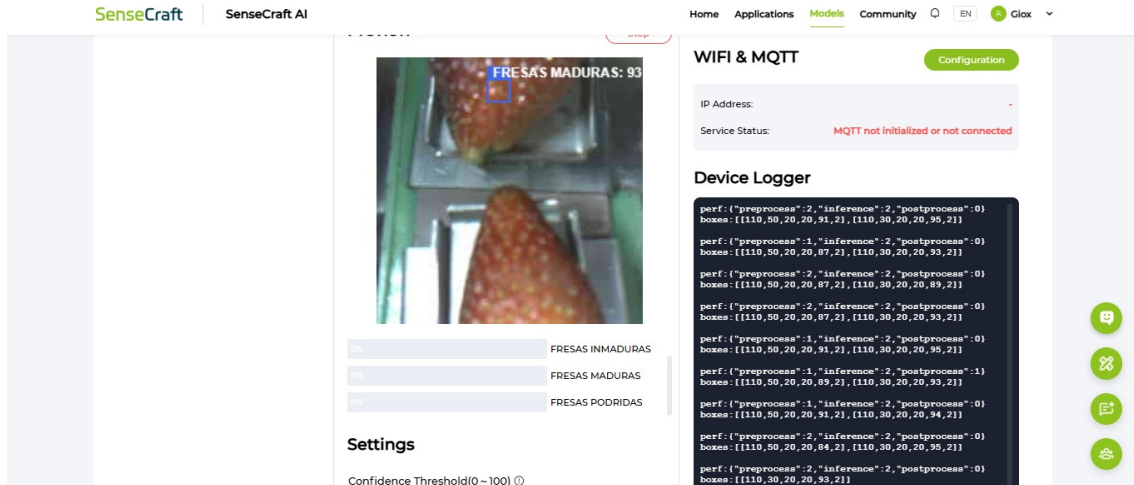 SenseCraft
SenseCraft AI
Home Applications Models Community EN R Giox
Stop
FRESAS MADURAS: 93
0% FRESAS INMADURAS
0% FRESAS MADURAS
0% FRESAS PODRIDAS
Settings
Confidence Threshold(0 ~ 100)
WIFI & MQTT
Configuration
IP Address: -
Service Status: MQTT not initialized or not connected
Device Logger
perf:{"preprocess":2,"inference":2,"postprocess":0}
boxes:[[110,50,20,20,91,2],[110,30,20,20,95,2]]
perf:{"preprocess":1,"inference":2,"postprocess":0}
boxes:[[110,50,20,20,87,2],[110,30,20,20,93,2]]
perf:{"preprocess":2,"inference":2,"postprocess":0}
boxes:[[110,50,20,20,87,2],[110,30,20,20,89,2]]
perf:{"preprocess":2,"inference":2,"postprocess":0}
boxes:[[110,50,20,20,87,2],[110,30,20,20,93,2]]
perf:{"preprocess":1,"inference":2,"postprocess":0}
boxes:[[110,50,20,20,91,2],[110,30,20,20,95,2]]
perf:{"preprocess":1,"inference":2,"postprocess":1}
boxes:[[110,50,20,20,89,2],[110,30,20,20,93,2]]
perf:{"preprocess":1,"inference":2,"postprocess":0}
boxes:[[110,50,20,20,91,2],[110,30,20,20,94,2]]
perf:{"preprocess":2,"inference":2,"postprocess":0}
boxes:[[110,50,20,20,84,2],[110,30,20,20,95,2]]
perf:{"preprocess":2,"inference":2,"postprocess":0}
boxes:[[110,30,20,20,93,2]]